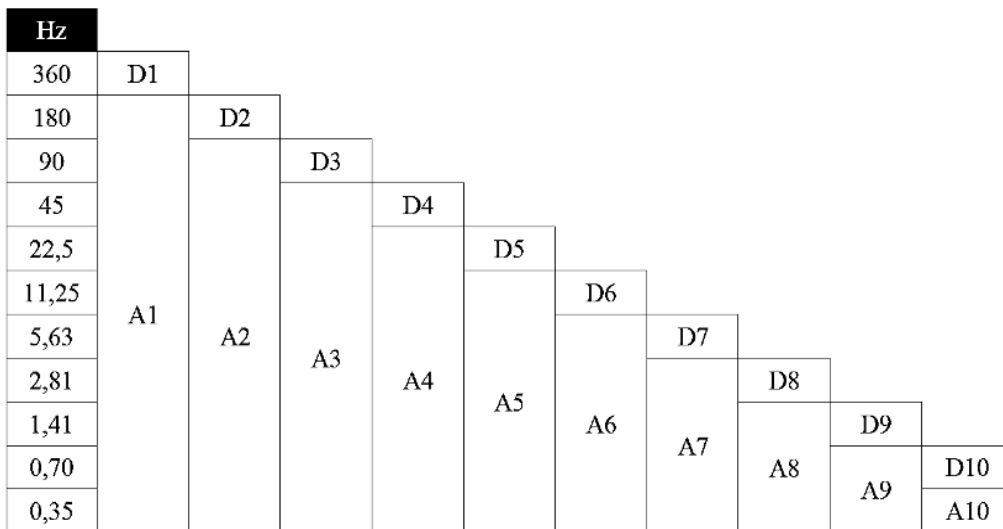 Hz
360 D1
180 D2
90 D3
45 D4
22,5 D5
11,25 D6
A1 A2 A3 A4 A5 A6
5,63 D7
2,81 D8
1,41 D9
A7 A8 A9
0,70 D10
0,35 A10